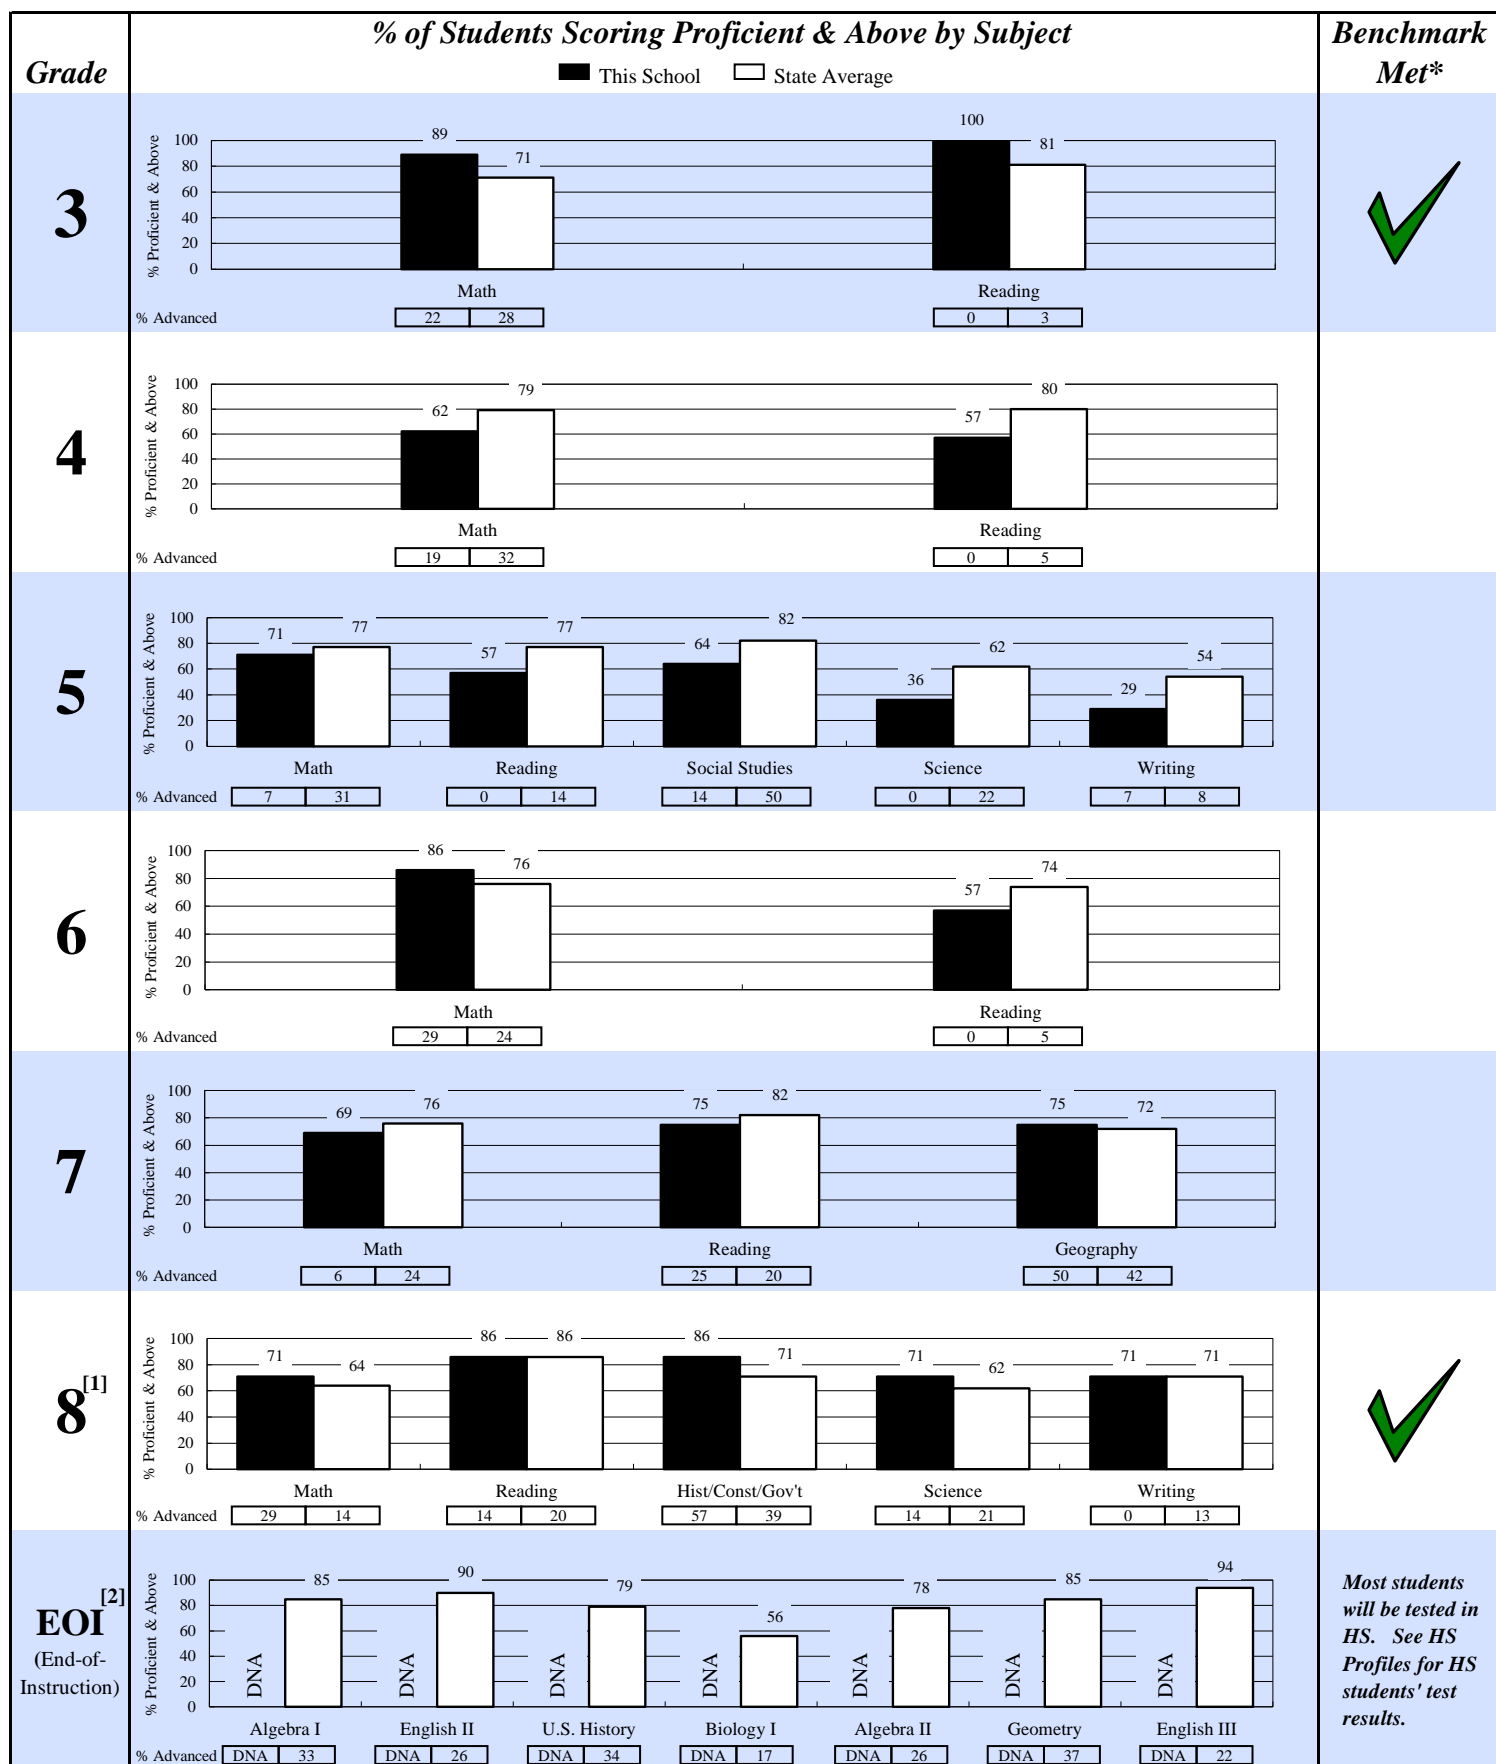 % of Students Scoring Proficient & Above by Subject
Benchmark
Met*
Grade
This School State Average
3
% Proficient & Above
100
80
60
40
20
0
89 71 100 81
Math Reading
% Advanced 22 28 0 3
4
% Proficient & Above
100
80
60
40
20
0
62 79 57 80
Math Reading
% Advanced 19 32 0 5
5
% Proficient & Above
100
80
60
40
20
0
71 77 57 77 64 82 36 62 29 54
Math Reading Social Studies Science Writing
% Advanced 7 31 0 14 14 50 0 22 7 8
6
% Proficient & Above
100
80
60
40
20
0
86 76 57 74
Math Reading
% Advanced 29 24 0 5
7
% Proficient & Above
100
80
60
40
20
0
69 76 75 82 75 72
Math Reading Geography
% Advanced 6 24 25 20 50 42
8[1]
% Proficient & Above
100
80
60
40
20
0
71 64 86 86 86 71 71 62 71 71
Math Reading Hist/Const/Gov't Science Writing
% Advanced 29 14 14 20 57 39 14 21 0 13
EOI[2]
(End-of-
Instruction)
% Proficient & Above
100
80
60
40
20
0
DNA 85 DNA 90 DNA 79 DNA 56 DNA 78 DNA 85 DNA 94
Algebra I English II U.S. History Biology I Algebra II Geometry English III
% Advanced DNA 33 DNA 26 DNA 34 DNA 17 DNA 26 DNA 37 DNA 22
Most students
will be tested in
HS. See HS
Profiles for HS
students' test
results.